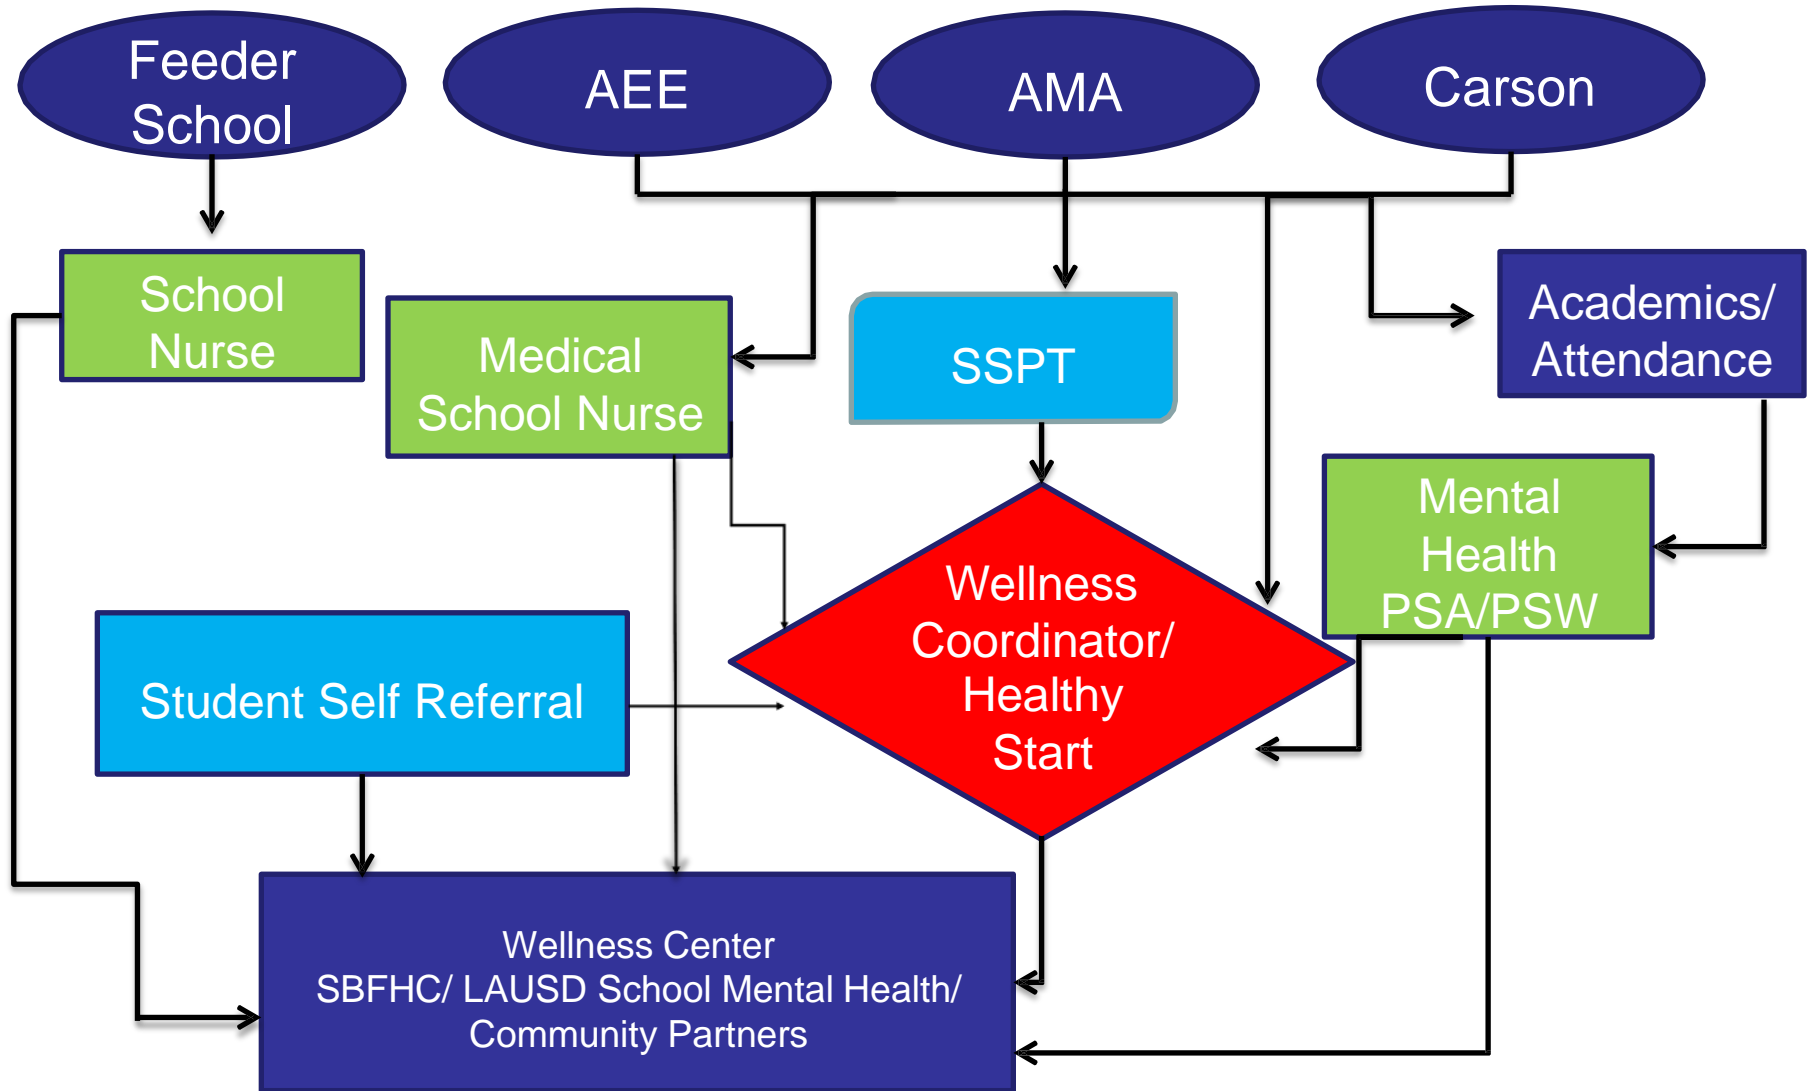 Feeder
School
AEE
AMA
Carson
School
Nurse
Medical
School Nurse
SSPT
Academics/
Attendance
Mental
Health
PSA/PSW
Wellness
Coordinator/
Healthy
Start
Student Self Referral
Wellness Center
SBFHC/ LAUSD School Mental Health/
Community Partners